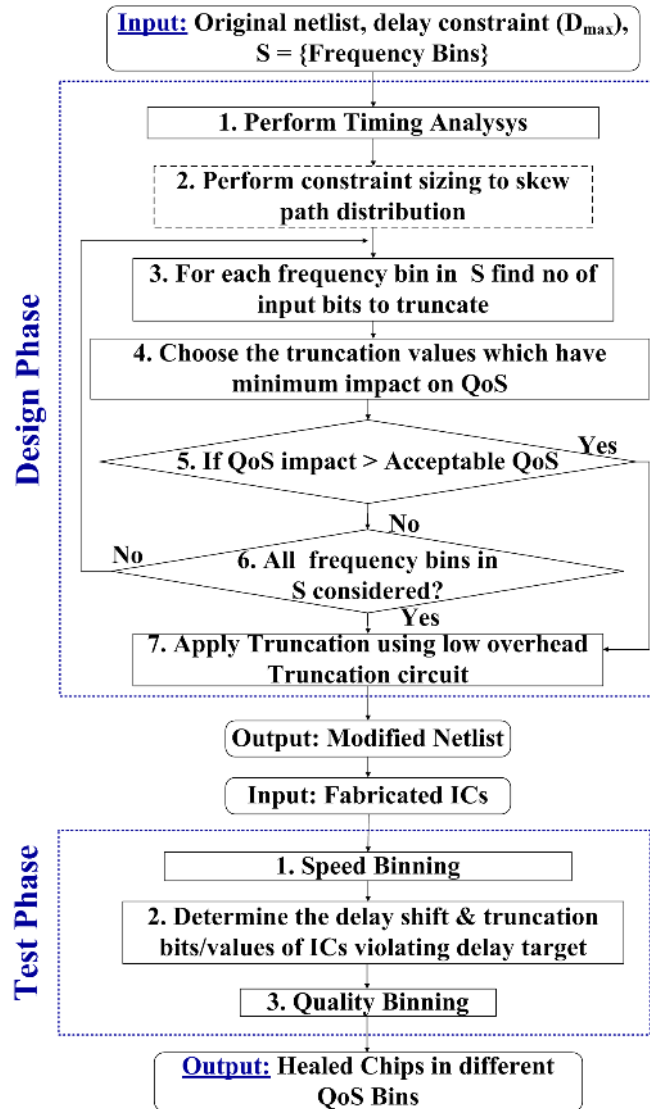 Input: Original netlist, delay constraint (Dmax),
S = {Frequency Bins}
Design Phase
1. Perform Timing Analysys
2. Perform constraint sizing to skew
path distribution
3. For each frequency bin in S find no of
input bits to truncate
4. Choose the truncation values which have
minimum impact on QoS
5. If QoS impact > Acceptable QoS
Yes
No
No
6. All frequency bins in
S considered?
Yes
7. Apply Truncation using low overhead
Truncation circuit
Output: Modified Netlist
Input: Fabricated ICs
Test Phase
1. Speed Binning
2. Determine the delay shift & truncation
bits/values of ICs violating delay target
3. Quality Binning
Output: Healed Chips in different
QoS Bins